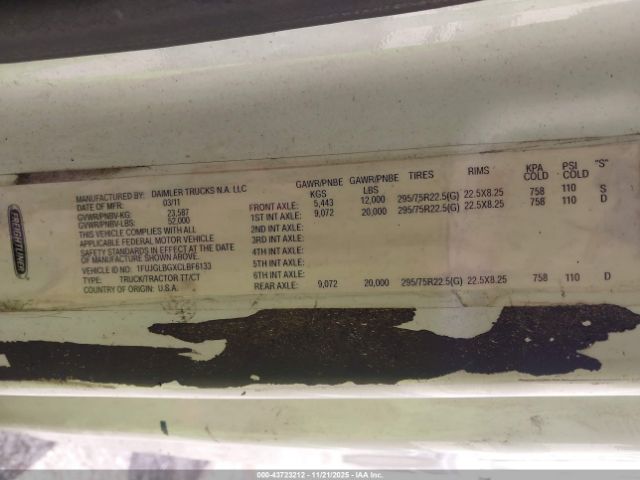 FREIGHTLINER
MANUFACTURED BY: DAIMLER TRUCKS N.A. LLC
DATE OF MFR: 03/11
GVWR/PNBV-KG: 23,587
GVWR/PNBV-LBS: 52,000
THIS VEHICLE COMPLIES WITH ALL
APPLICABLE FEDERAL MOTOR VEHICLE
SAFETY STANDARDS IN EFFECT AT THE DATE
OF MANUFACTURE SHOWN ABOVE.
VEHICLE ID : 1FUJGLBGXCLBF6133
TYPE: TRUCK/TRACTOR TT/CT
COUNTRY OF ORIGIN: U.S.A.
GAWR/PNBE GAWR/PNBE TIRES RIMS KPA PSI "S"
KGS LBS COLD COLD
FRONT AXLE: 5,443 12,000 295/75R22.5(G) 22.5X8.25 758 110 S
1ST INT AXLE: 9,072 20,000 295/75R22.5(G) 22.5X8.25 758 110 D
2ND INT AXLE:
3RD INT AXLE:
4TH INT AXLE:
5TH INT AXLE:
6TH INT AXLE:
REAR AXLE: 9,072 20,000 295/75R22.5(G) 22.5X8.25 758 110 D
000-43723212 - 11/21/2025 - IAA Inc.